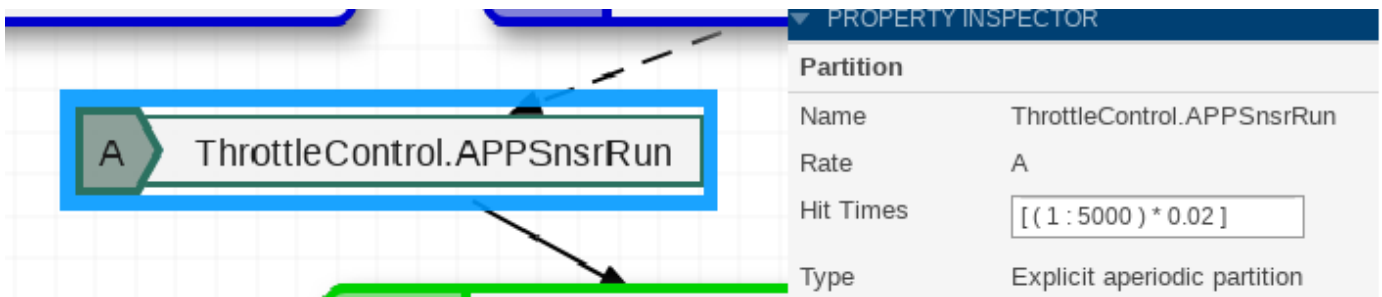 A ThrottleControl.APPSnsrRun
PROPERTY INSPECTOR
Partition
Name ThrottleControl.APPSnsrRun
Rate A
Hit Times [ ( 1 : 5000 ) * 0.02 ]
Type Explicit aperiodic partition